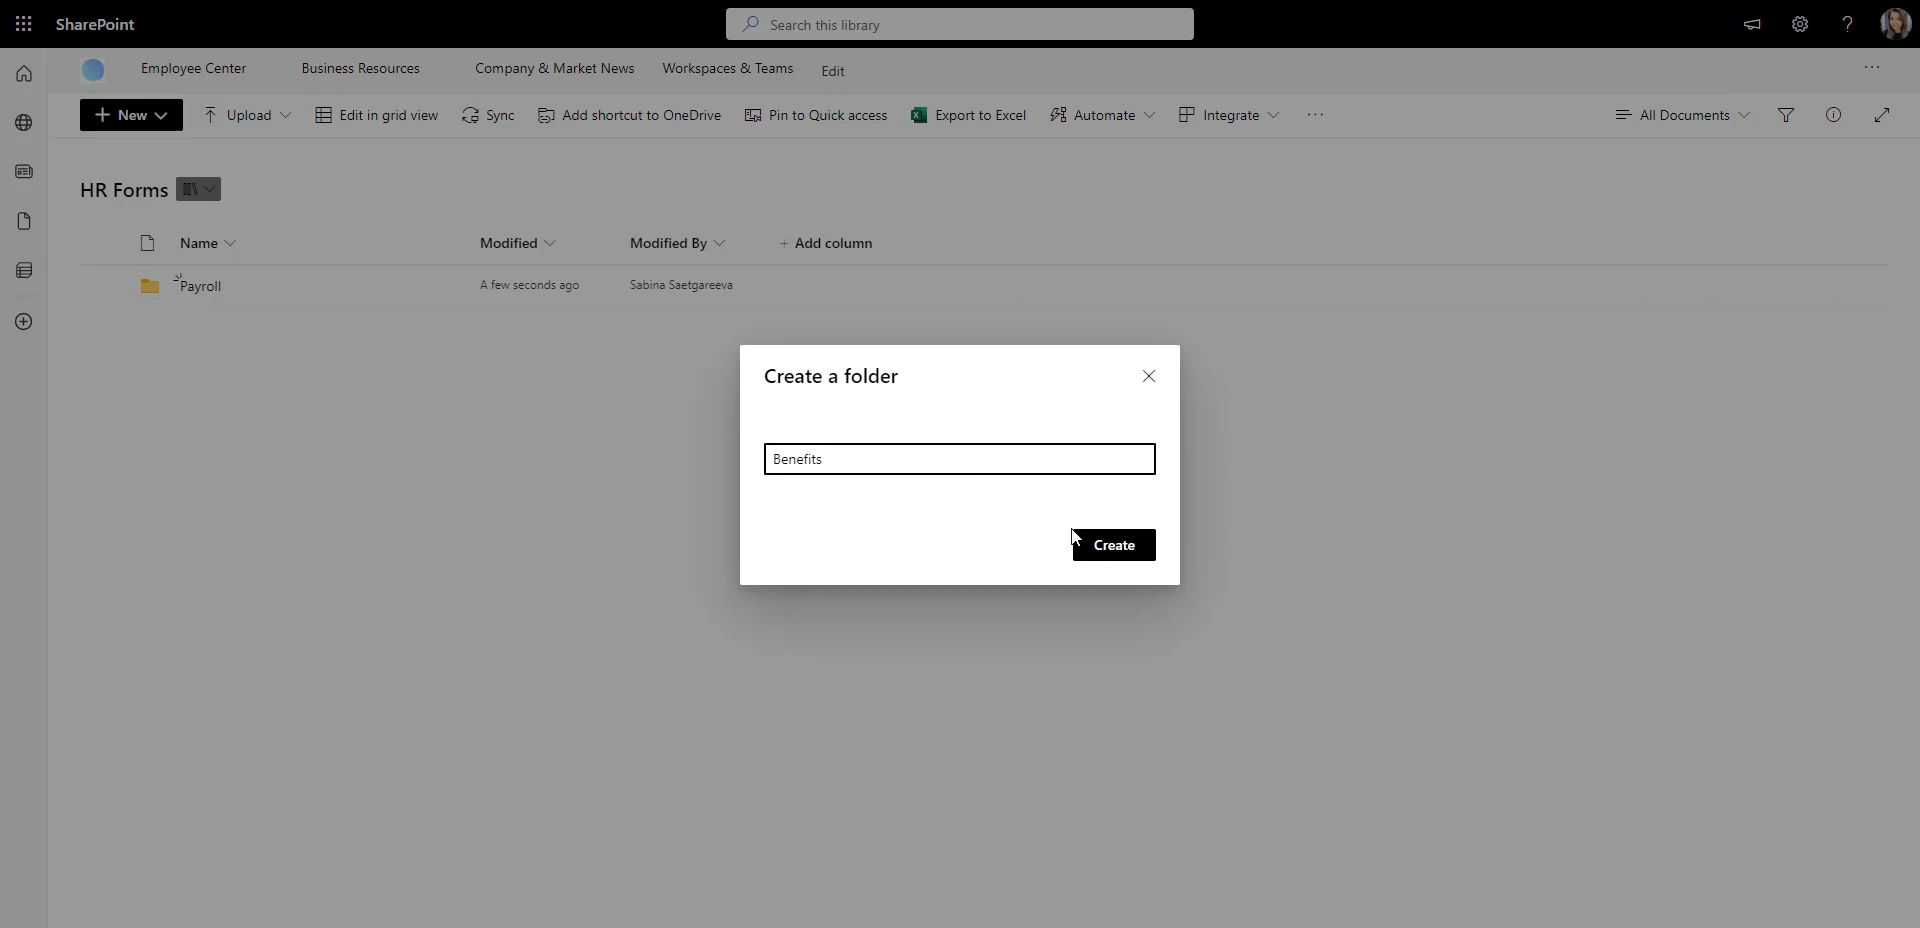 SharePoint
Search this library
Employee Center
Business Resources
Company & Market News
Workspaces & Teams
Edit
New
Upload
Edit in grid view
Sync
Add shortcut to OneDrive
Pin to Quick access
Export to Excel
Automate
Integrate
All Documents
HR Forms
Name
Modified
Modified By
+ Add column
Payroll
A few seconds ago
Sabina Saetgareeva
Create a folder
Benefits
Create